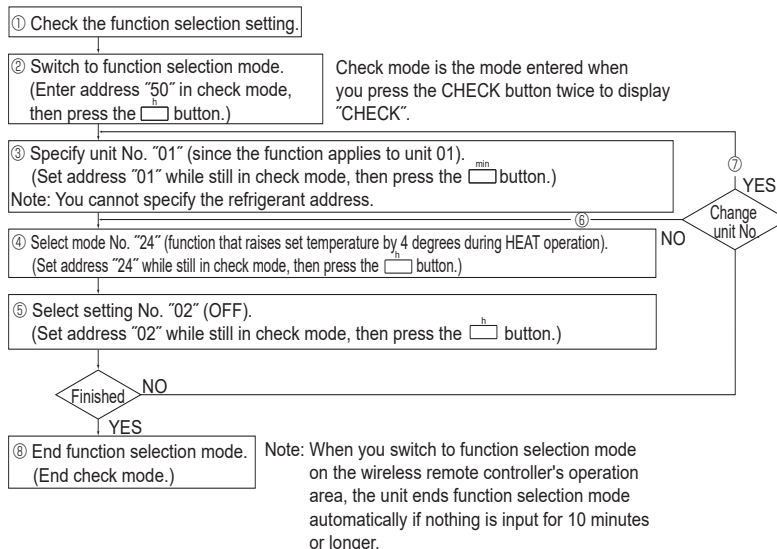 ① Check the function selection setting.
② Switch to function selection mode.
(Enter address ˝50˝ in check mode,
then press the h button.)
Check mode is the mode entered when
you press the CHECK button twice to display
˝CHECK˝.
③ Specify unit No. ˝01˝ (since the function applies to unit 01).
(Set address ˝01˝ while still in check mode, then press the min button.)
Note: You cannot specify the refrigerant address.
⑦
YES
Change
unit No.
⑥
NO
④ Select mode No. ˝24˝ (function that raises set temperature by 4 degrees during HEAT operation).
(Set address ˝24˝ while still in check mode, then press the h button.)
⑤ Select setting No. ˝02˝ (OFF).
(Set address ˝02˝ while still in check mode, then press the h button.)
Finished
NO
YES
⑧ End function selection mode.
(End check mode.)
Note: When you switch to function selection mode
on the wireless remote controller's operation
area, the unit ends function selection mode
automatically if nothing is input for 10 minutes
or longer.